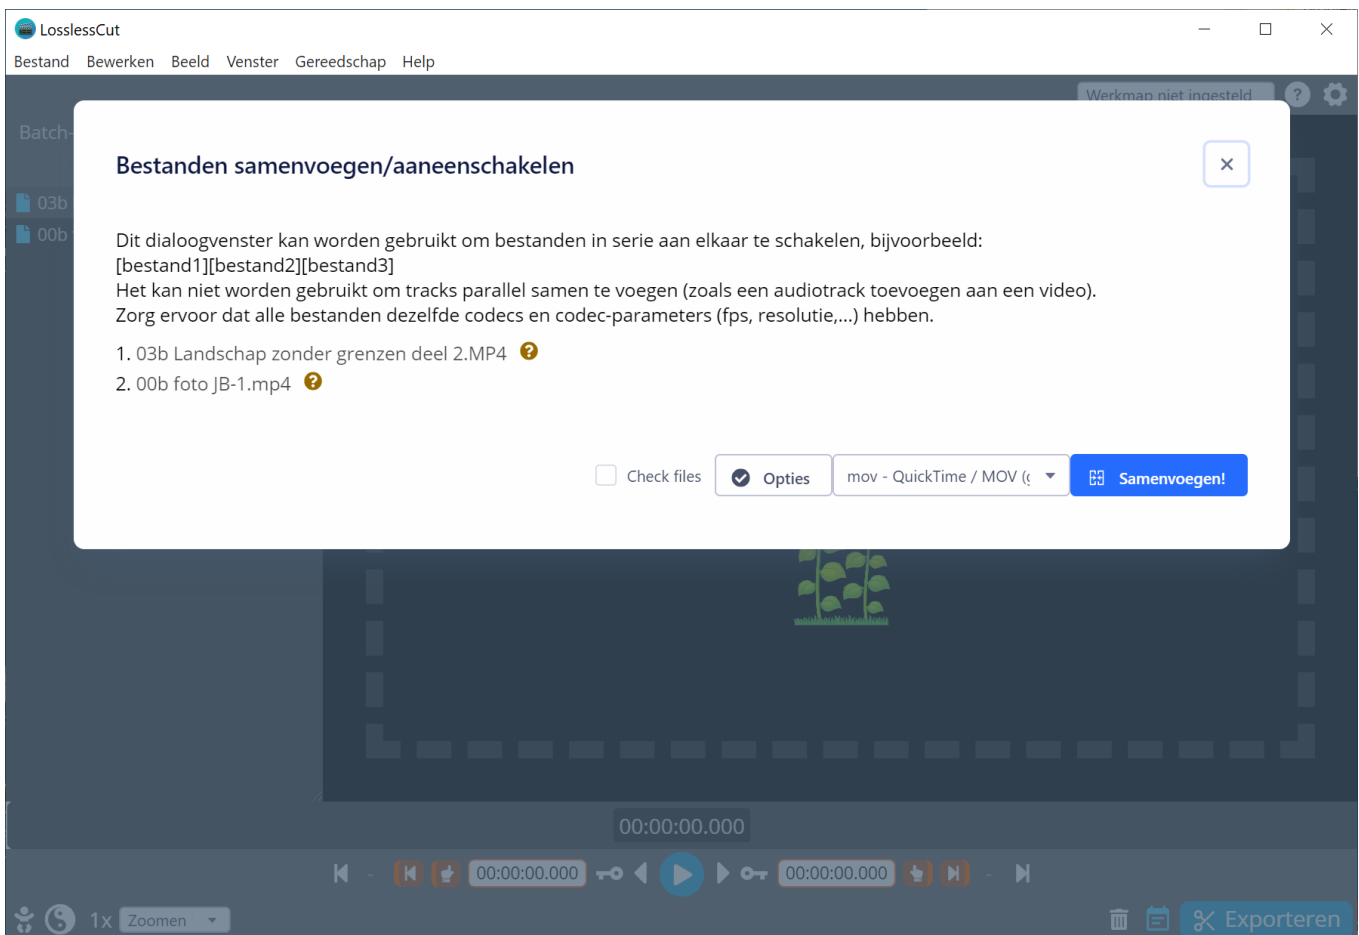 LosslessCut
Bestand Bewerken Beeld Venster Gereedschap Help
Werkmap niet ingesteld
Batch-
Bestanden samenvoegen/aaneenschakelen
03b
00b
Dit dialoogvenster kan worden gebruikt om bestanden in serie aan elkaar te schakelen, bijvoorbeeld:
[bestand1][bestand2][bestand3]
Het kan niet worden gebruikt om tracks parallel samen te voegen (zoals een audiotrack toevoegen aan een video).
Zorg ervoor dat alle bestanden dezelfde codecs en codec-parameters (fps, resolutie,...) hebben.
1. 03b Landschap zonder grenzen deel 2.MP4
2. 00b foto JB-1.mp4
Check files Opties mov - QuickTime / MOV (g Samenvoegen!
00:00:00.000
- 00:00:00.000 00:00:00.000 -
1x Zoomen Exporteren